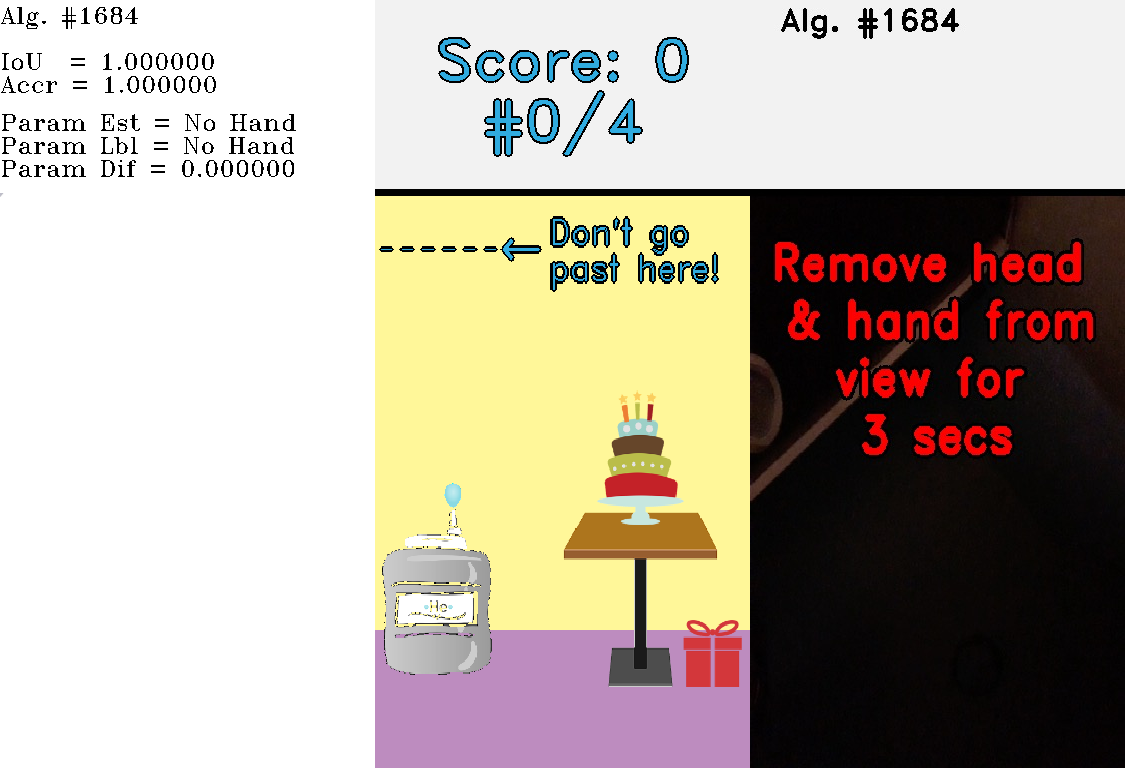 Alg. #1684
IoU = 1.000000
Accr = 1.000000
Param Est = No Hand
Param Lbl = No Hand
Param Dif = 0.000000
Score: 0
#0/4
Don't go
past here!
Alg. #1684
Remove head
& hand from
view for
3 secs